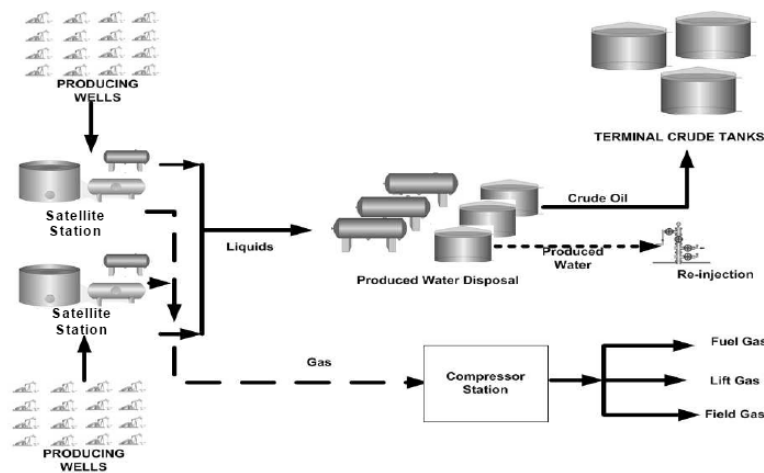 PRODUCING
WELLS
TERMINAL CRUDE TANKS
Satellite
Station
Crude Oil
Liquids
Produced
Water
Produced Water Disposal
Re-injection
Satellite
Station
Gas
Compressor
Station
Fuel Gas
Lift Gas
Field Gas
PRODUCING
WELLS